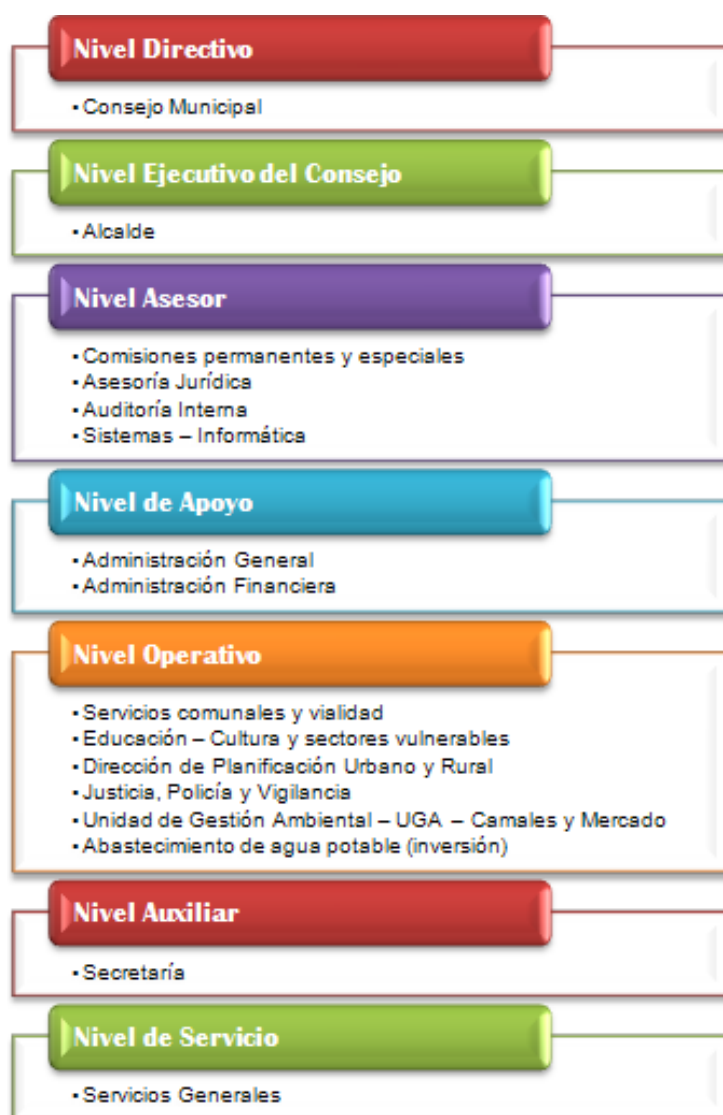 Nivel Directivo
▪ Consejo Municipal
Nivel Ejecutivo del Consejo
▪ Alcalde
Nivel Asesor
▪ Comisiones permanentes y especiales
▪ Asesoría Jurídica
▪ Auditoría Interna
▪ Sistemas – Informática
Nivel de Apoyo
▪ Administración General
▪ Administración Financiera
Nivel Operativo
▪ Servicios comunales y vialidad
▪ Educación – Cultura y sectores vulnerables
▪ Dirección de Planificación Urbano y Rural
▪ Justicia, Policía y Vigilancia
▪ Unidad de Gestión Ambiental – UGA – Camales y Mercado
▪ Abastecimiento de agua potable (inversión)
Nivel Auxiliar
▪ Secretaría
Nivel de Servicio
▪ Servicios Generales